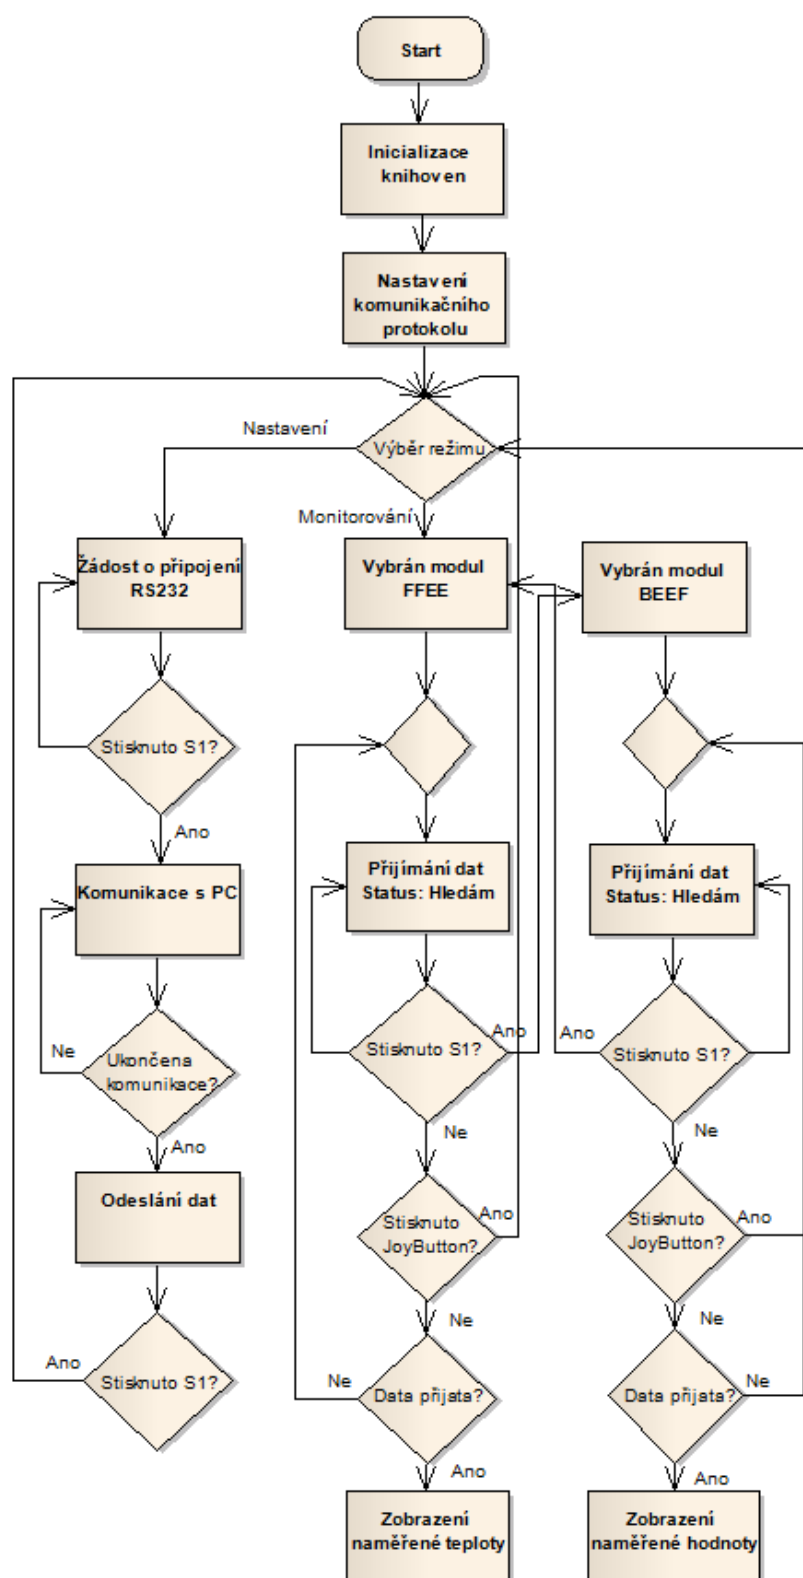 Start
Inicializace
knihoven
Nastavení
komunikačního
protokolu
Nastavení
Výběr režimu
Monitorování
Žádost o připojení
RS232
Vybrán modul
FFEE
Vybrán modul
BEEF
Stisknuto S1?
Ano
Komunikace s PC
Přijímání dat
Status: Hledám
Přijímání dat
Status: Hledám
Ne
Ukončena
komunikace?
Ano
Stisknuto S1?
Ano
Ano
Stisknuto S1?
Ne
Ne
Odeslání dat
Stisknuto
JoyButton?
Ano
Stisknuto
JoyButton?
Ano
Ne
Ne
Ano
Stisknuto S1?
Ne
Data přijata?
Data přijata?
Ne
Ano
Ano
Zobrazení
naměřené teploty
Zobrazení
naměřené hodnoty